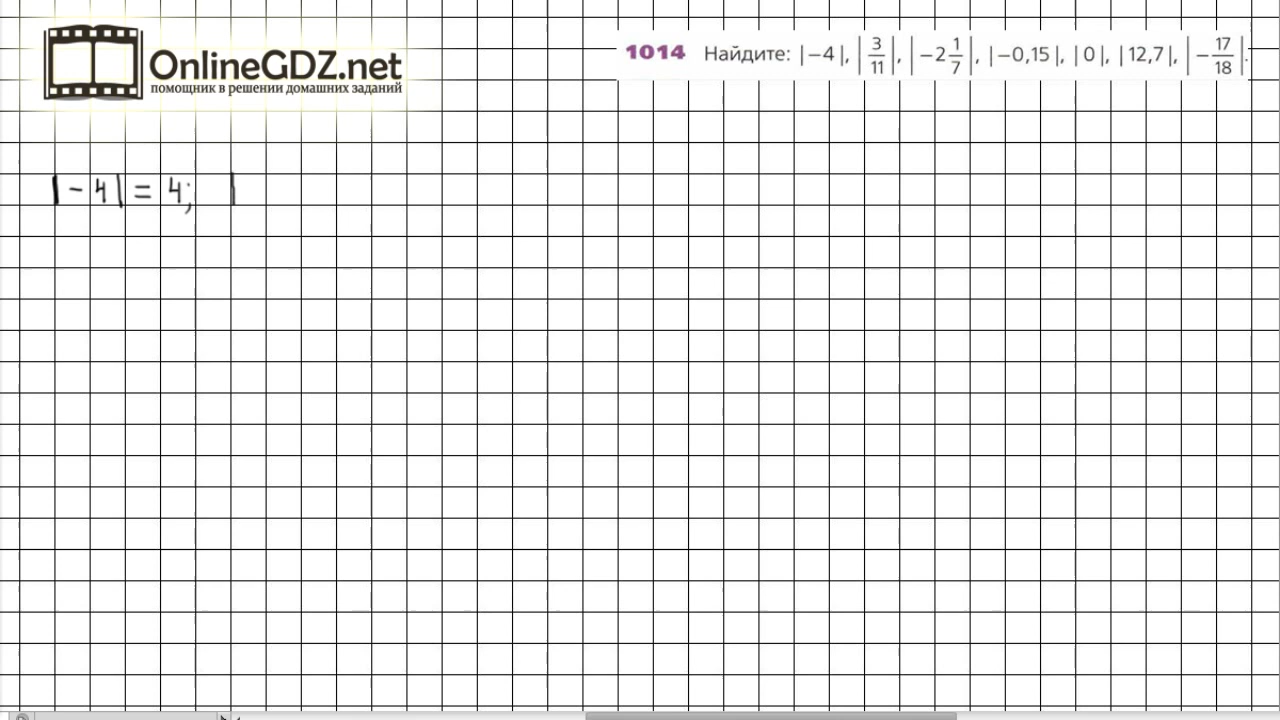 OnlineGDZ.net
помощник в решении домашних заданий
1014 Найдите: |−4|, |3/11|, |−2 1/7|, |−0,15|, |0|, |12,7|, |−17/18|.
|−4| = 4; |